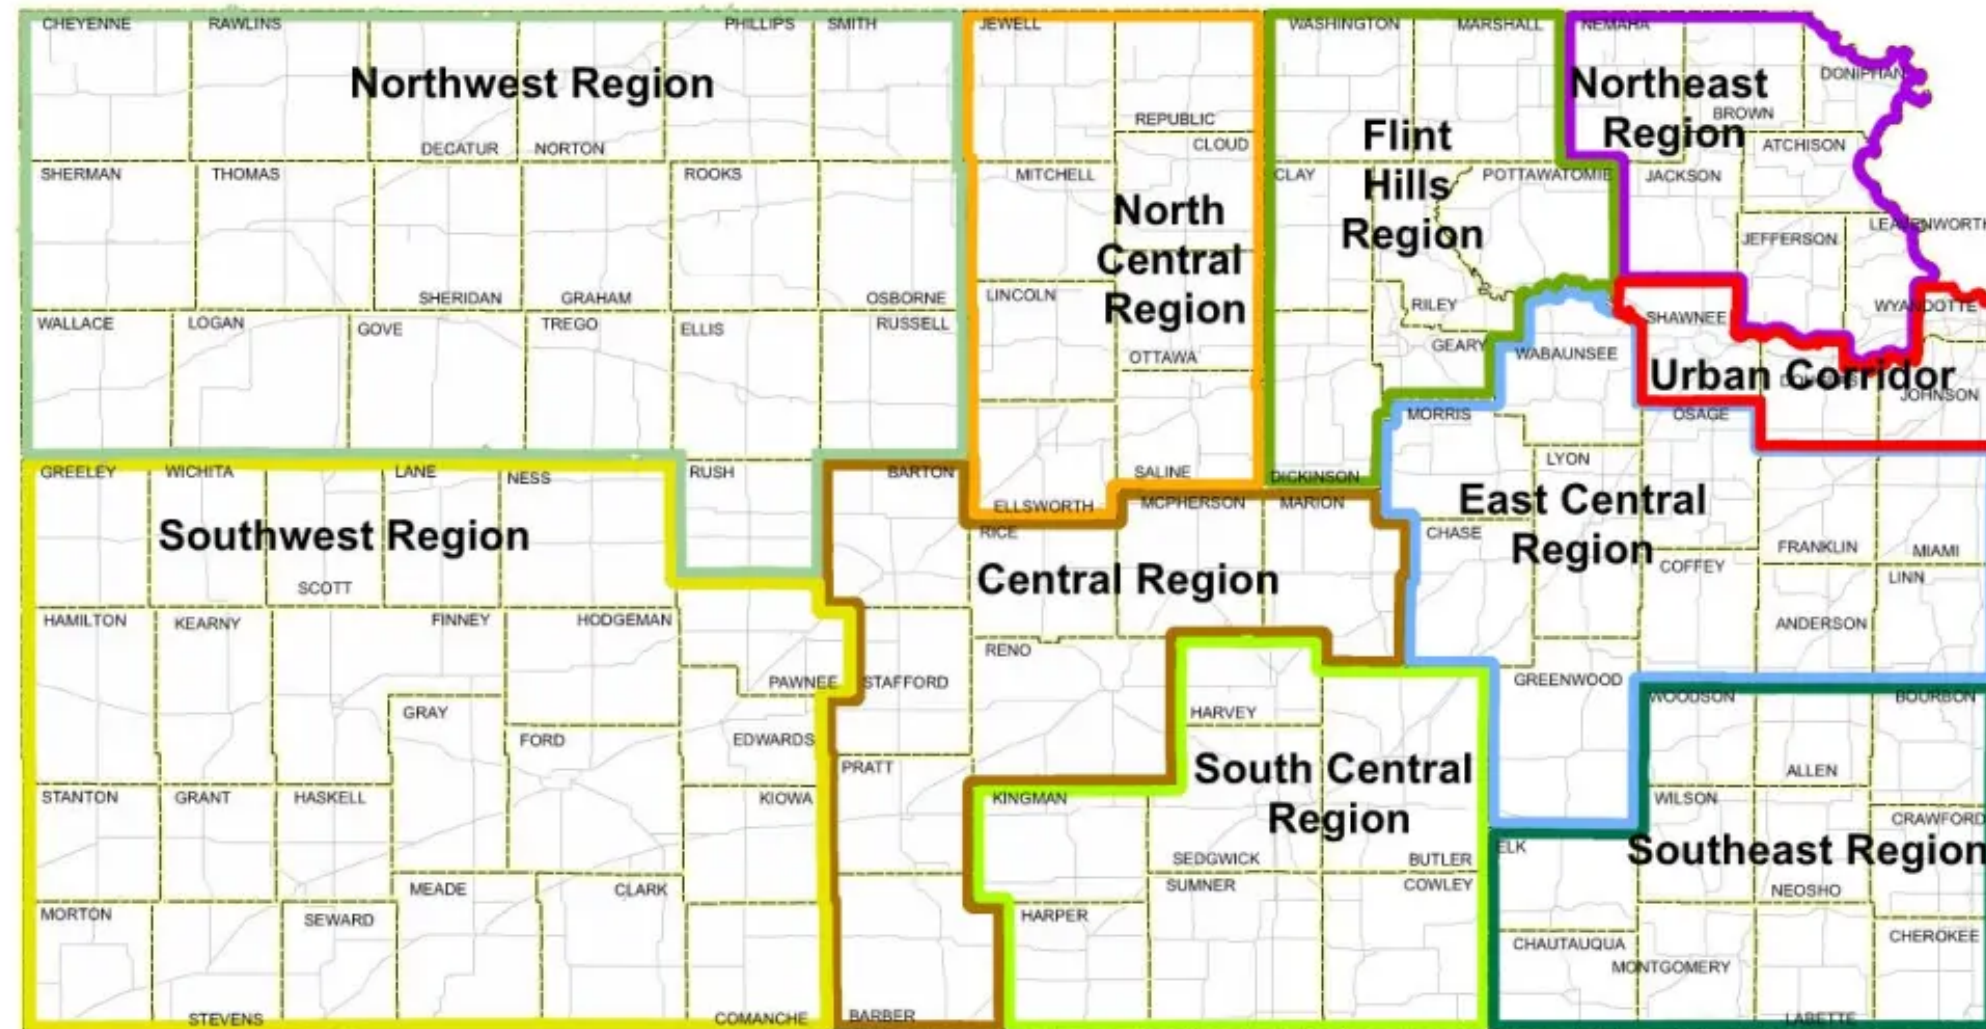 CHEYENNE
RAWLINS
PHILLIPS
SMITH
JEWELL
WASHINGTON
MARSHALL
NEMAHA
Northwest Region
DONIPHAN
Northeast
Region
BROWN
REPUBLIC
Flint
Hills
Region
DECATUR
NORTON
CLOUD
ATCHISON
SHERMAN
THOMAS
ROOKS
MITCHELL
CLAY
POTTAWATOMIE
JACKSON
North
Central
Region
LEAVENWORTH
JEFFERSON
SHERIDAN
GRAHAM
OSBORNE
LINCOLN
RILEY
WYANDOTTE
WALLACE
LOGAN
GOVE
TREGO
ELLIS
RUSSELL
SHAWNEE
GEARY
OTTAWA
WABAUNSEE
Urban Corridor
DOUGLAS
JOHNSON
MORRIS
OSAGE
GREELEY
WICHITA
LANE
NESS
RUSH
BARTON
SALINE
DICKINSON
LYON
ELLSWORTH
MCPHERSON
MARION
East Central
Region
Southwest Region
RICE
CHASE
FRANKLIN
MIAMI
SCOTT
Central Region
COFFEY
LINN
HAMILTON
KEARNY
FINNEY
HODGEMAN
ANDERSON
RENO
PAWNEE
STAFFORD
GREENWOOD
WOODSON
BOURBON
GRAY
HARVEY
FORD
EDWARDS
PRATT
South Central
Region
ALLEN
STANTON
GRANT
HASKELL
KIOWA
KINGMAN
WILSON
CRAWFORD
ELK
Southeast Region
SEDGWICK
BUTLER
MEADE
CLARK
SUMNER
COWLEY
NEOSHO
MORTON
SEWARD
HARPER
CHEROKEE
CHAUTAUQUA
MONTGOMERY
STEVENS
COMANCHE
BARBER
LABETTE